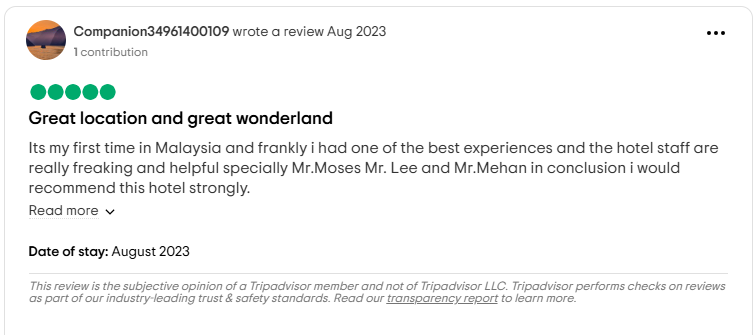 Companion34961400109 wrote a review Aug 2023
1 contribution
Great location and great wonderland
Its my first time in Malaysia and frankly i had one of the best experiences and the hotel staff are
really freaking and helpful specially Mr.Moses Mr. Lee and Mr.Mehan in conclusion i would
recommend this hotel strongly.
Read more
Date of stay: August 2023
This review is the subjective opinion of a Tripadvisor member and not of Tripadvisor LLC. Tripadvisor performs checks on reviews
as part of our industry-leading trust & safety standards. Read our transparency report to learn more.